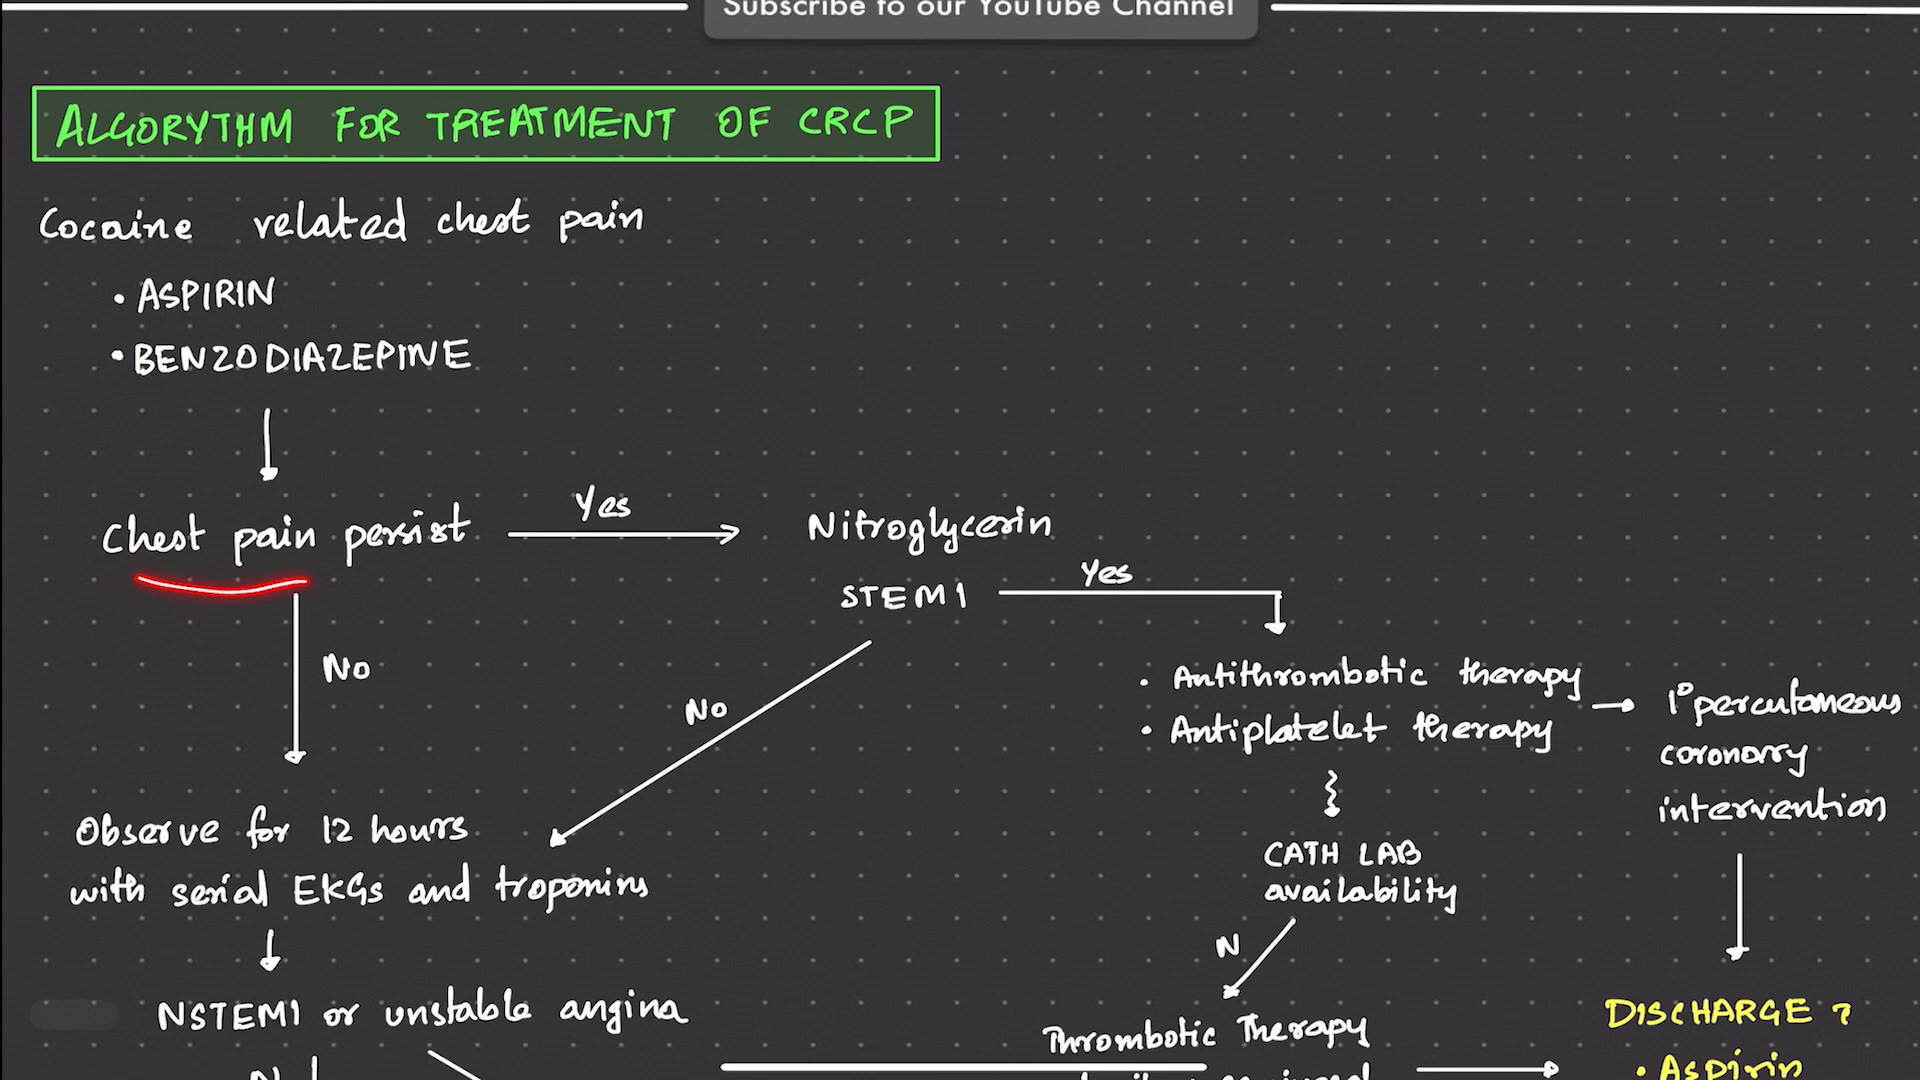 Subscribe to our YouTube Channel
ALGORYTHM FOR TREATMENT OF CRCP
Cocaine related chest pain
• ASPIRIN
• BENZODIAZEPINE
Chest pain persist
Yes
Nitroglycerin
STEMI
Yes
No
No
• Antithrombotic therapy
• Antiplatelet therapy
1° percutaneous
coronary
intervention
Observe for 12 hours
with serial EKGs and troponins
CATH LAB
availability
N
NSTEMI or unstable angina
N
Thrombotic Therapy
DISCHARGE ?
• Aspirin